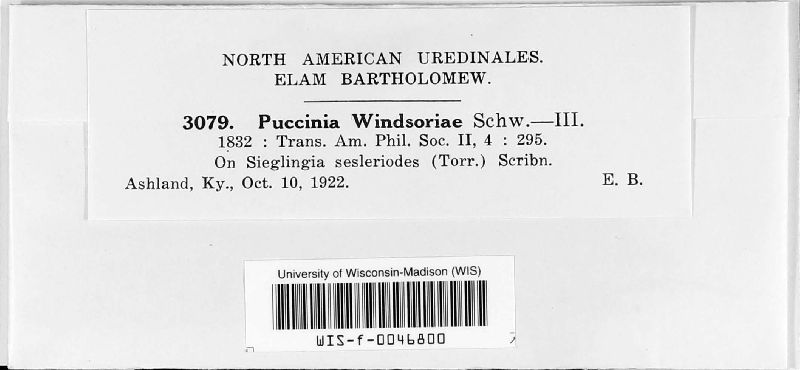 NORTH AMERICAN UREDINALES.
ELAM BARTHOLOMEW.
3079. Puccinia Windsoriae Schw.—III.
1832 : Trans. Am. Phil. Soc. II, 4 : 295.
On Sieglingia sesleriodes (Torr.) Scribn.
Ashland, Ky., Oct. 10, 1922. E. B.
University of Wisconsin-Madison (WIS)
WIS-f-0046800